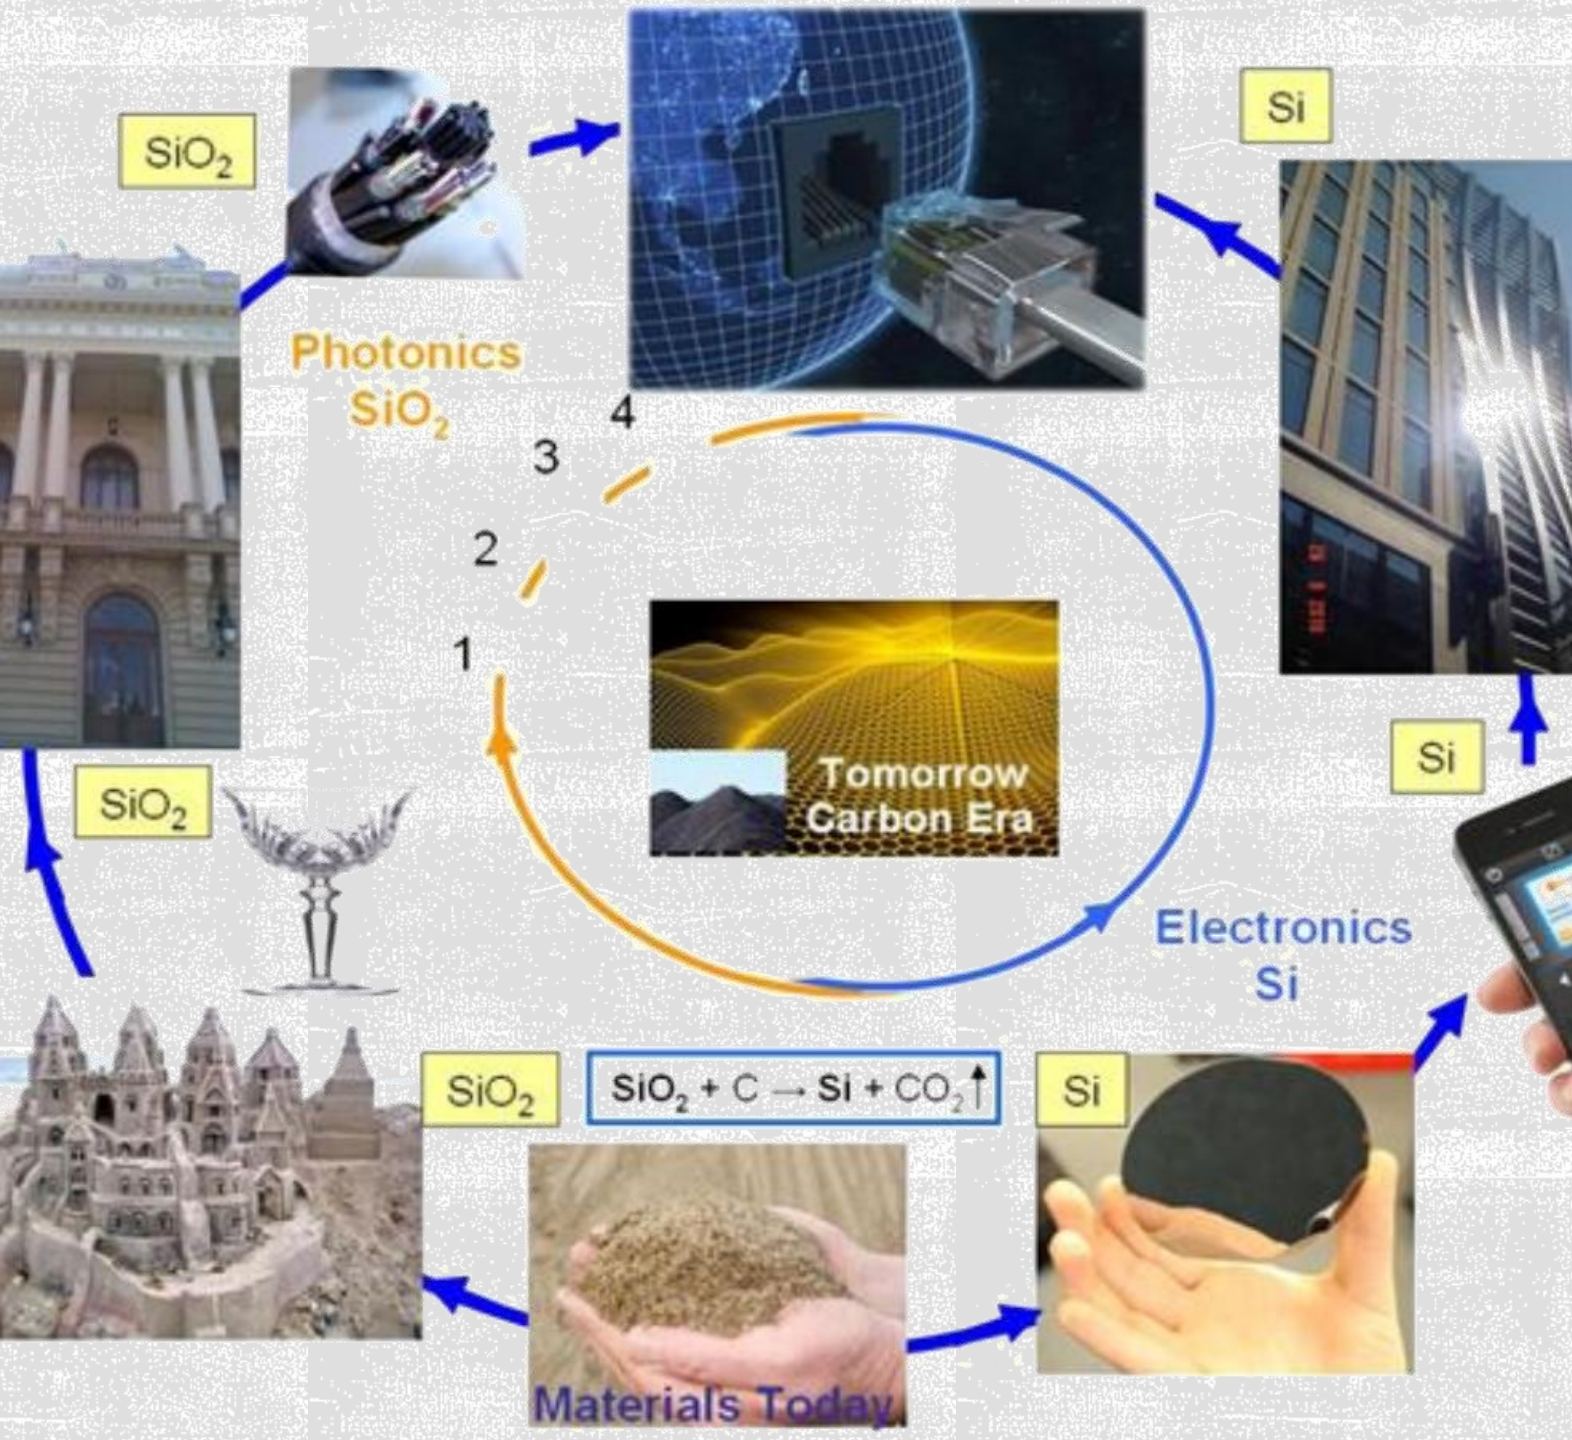 Si
SiO₂
Photonics
SiO₂
4
3
2
1
Tomorrow
Carbon Era
Si
SiO₂
Electronics
Si
SiO₂
SiO₂ + C → Si + CO₂↑
Si
Materials Today